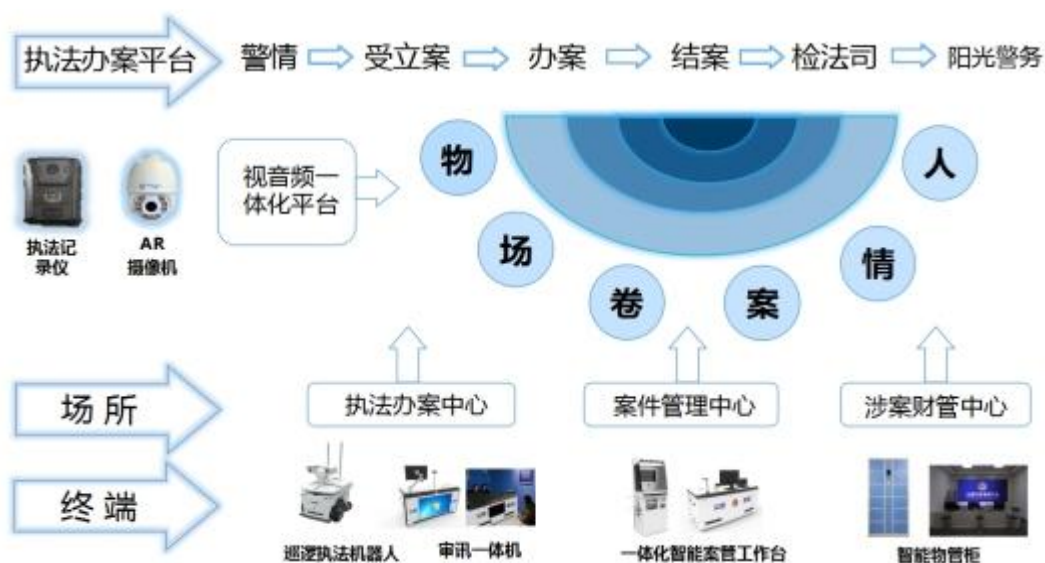 执法办案平台 警情 受立案 办案 结案 检法司 阳光警务
视音频一
体化平台
物
人
场
情
卷
案
执法记
录仪
AR
摄像机
场所
执法办案中心 案件管理中心 涉案财管中心
终端
巡逻执法机器人 审讯一体机 一体化智能案管工作台 智能物管柜